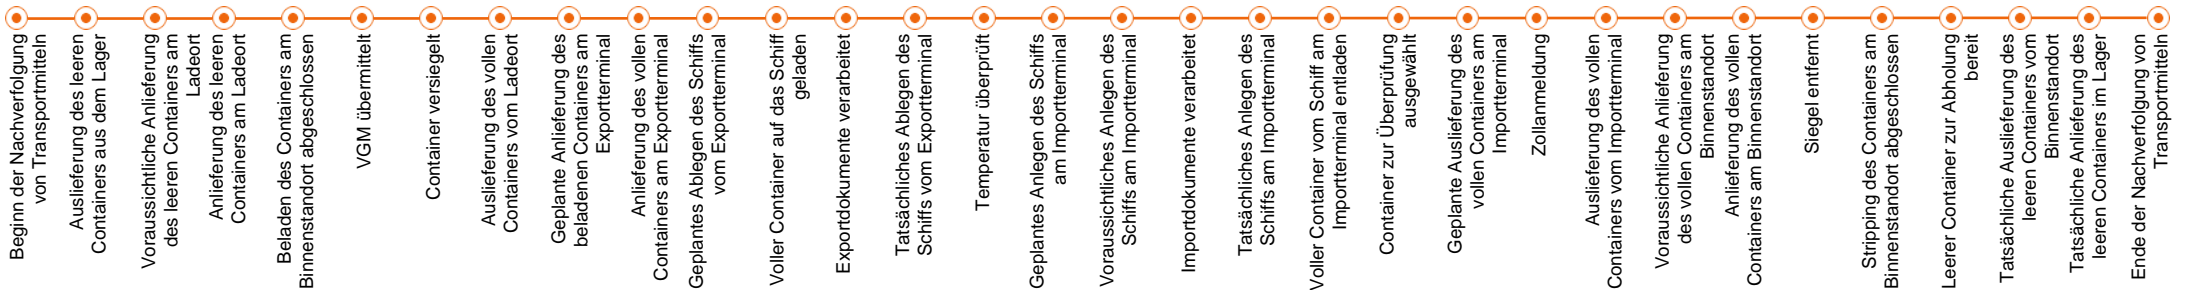 Beginn der Nachverfolgung
von Transportmitteln
Auslieferung des leeren
Containers aus dem Lager
Voraussichtliche Anlieferung
des leeren Containers am
Ladeort
Anlieferung des leeren
Containers am Ladeort
Beladen des Containers am
Binnenstandort abgeschlossen
VGM übermittelt
Container versiegelt
Auslieferung des vollen
Containers vom Ladeort
Geplante Anlieferung des
beladenen Containers am
Exportterminal
Anlieferung des vollen
Containers am Exportterminal
Geplantes Ablegen des Schiffs
vom Exportterminal
Voller Container auf das Schiff
geladen
Exportdokumente verarbeitet
Tatsächliches Ablegen des
Schiffs vom Exportterminal
Temperatur überprüft
Geplantes Anlegen des Schiffs
am Importterminal
Voraussichtliches Anlegen des
Schiffs am Importterminal
Importdokumente verarbeitet
Tatsächliches Anlegen des
Schiffs am Importterminal
Voller Container vom Schiff am
Importterminal entladen
Container zur Überprüfung
ausgewählt
Geplante Auslieferung des
vollen Containers am
Importterminal
Zollanmeldung
Auslieferung des vollen
Containers vom Importterminal
Voraussichtliche Anlieferung
des vollen Containers am
Binnenstandort
Anlieferung des vollen
Containers am Binnenstandort
Siegel entfernt
Stripping des Containers am
Binnenstandort abgeschlossen
Leerer Container zur Abholung
bereit
Tatsächliche Auslieferung des
leeren Containers vom
Binnenstandort
Tatsächliche Anlieferung des
leeren Containers im Lager
Ende der Nachverfolgung von
Transportmitteln